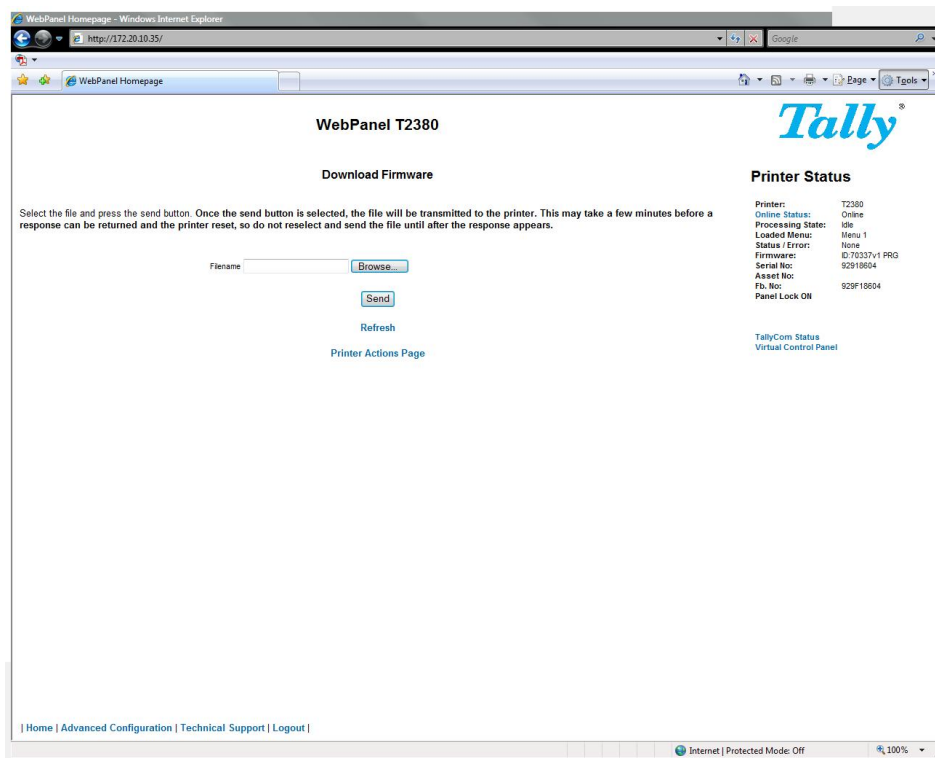 WebPanel Homepage - Windows Internet Explorer
http://172.20.10.35/
Google
WebPanel Homepage
Page
Tools
WebPanel T2380
Tally®
Download Firmware
Printer Status
Select the file and press the send button. Once the send button is selected, the file will be transmitted to the printer. This may take a few minutes before a
response can be returned and the printer reset, so do not reselect and send the file until after the response appears.
Printer: T2380
Online Status: Online
Processing State: Idle
Loaded Menu: Menu 1
Status / Error: None
Firmware: ID:70337v1 PRG
Serial No: 92918604
Asset No:
Fb. No: 929F18604
Panel Lock ON
Filename Browse...
Send
Refresh
Printer Actions Page
TallyCom Status
Virtual Control Panel
| Home | Advanced Configuration | Technical Support | Logout |
Internet | Protected Mode: Off
100%